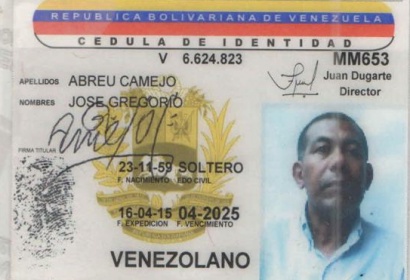 REPUBLICA BOLIVARIANA DE VENEZUELA
CEDULA DE IDENTIDAD
V 6.624.823 MM653
Juan Dugarte
Director
APELLIDOS ABREU CAMEJO
NOMBRES JOSE GREGORIO
FIRMA TITULAR
23-11-59 SOLTERO
F. NACIMIENTO EDO CIVIL
16-04-15 04-2025
F. EXPEDICION F. VENCIMIENTO
VENEZOLANO